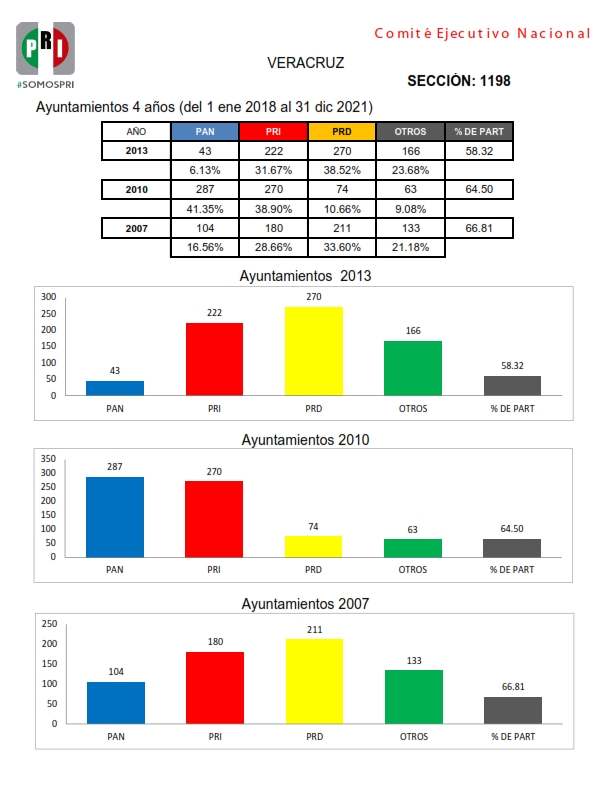 Comité Ejecutivo Nacional
PRI
#SOMOSPRI
VERACRUZ
SECCIÓN: 1198
Ayuntamientos 4 años (del 1 ene 2018 al 31 dic 2021)
AÑO PAN PRI PRD OTROS % DE PART
2013 43 222 270 166 58.32
6.13% 31.67% 38.52% 23.68%
2010 287 270 74 63 64.50
41.35% 38.90% 10.66% 9.08%
2007 104 180 211 133 66.81
16.56% 28.66% 33.60% 21.18%
Ayuntamientos 2013
300
250
200
150
100
50
0
43 222 270 166 58.32
PAN PRI PRD OTROS % DE PART
Ayuntamientos 2010
350
300
250
200
150
100
50
0
287 270 74 63 64.50
PAN PRI PRD OTROS % DE PART
Ayuntamientos 2007
250
200
150
100
50
0
104 180 211 133 66.81
PAN PRI PRD OTROS % DE PART